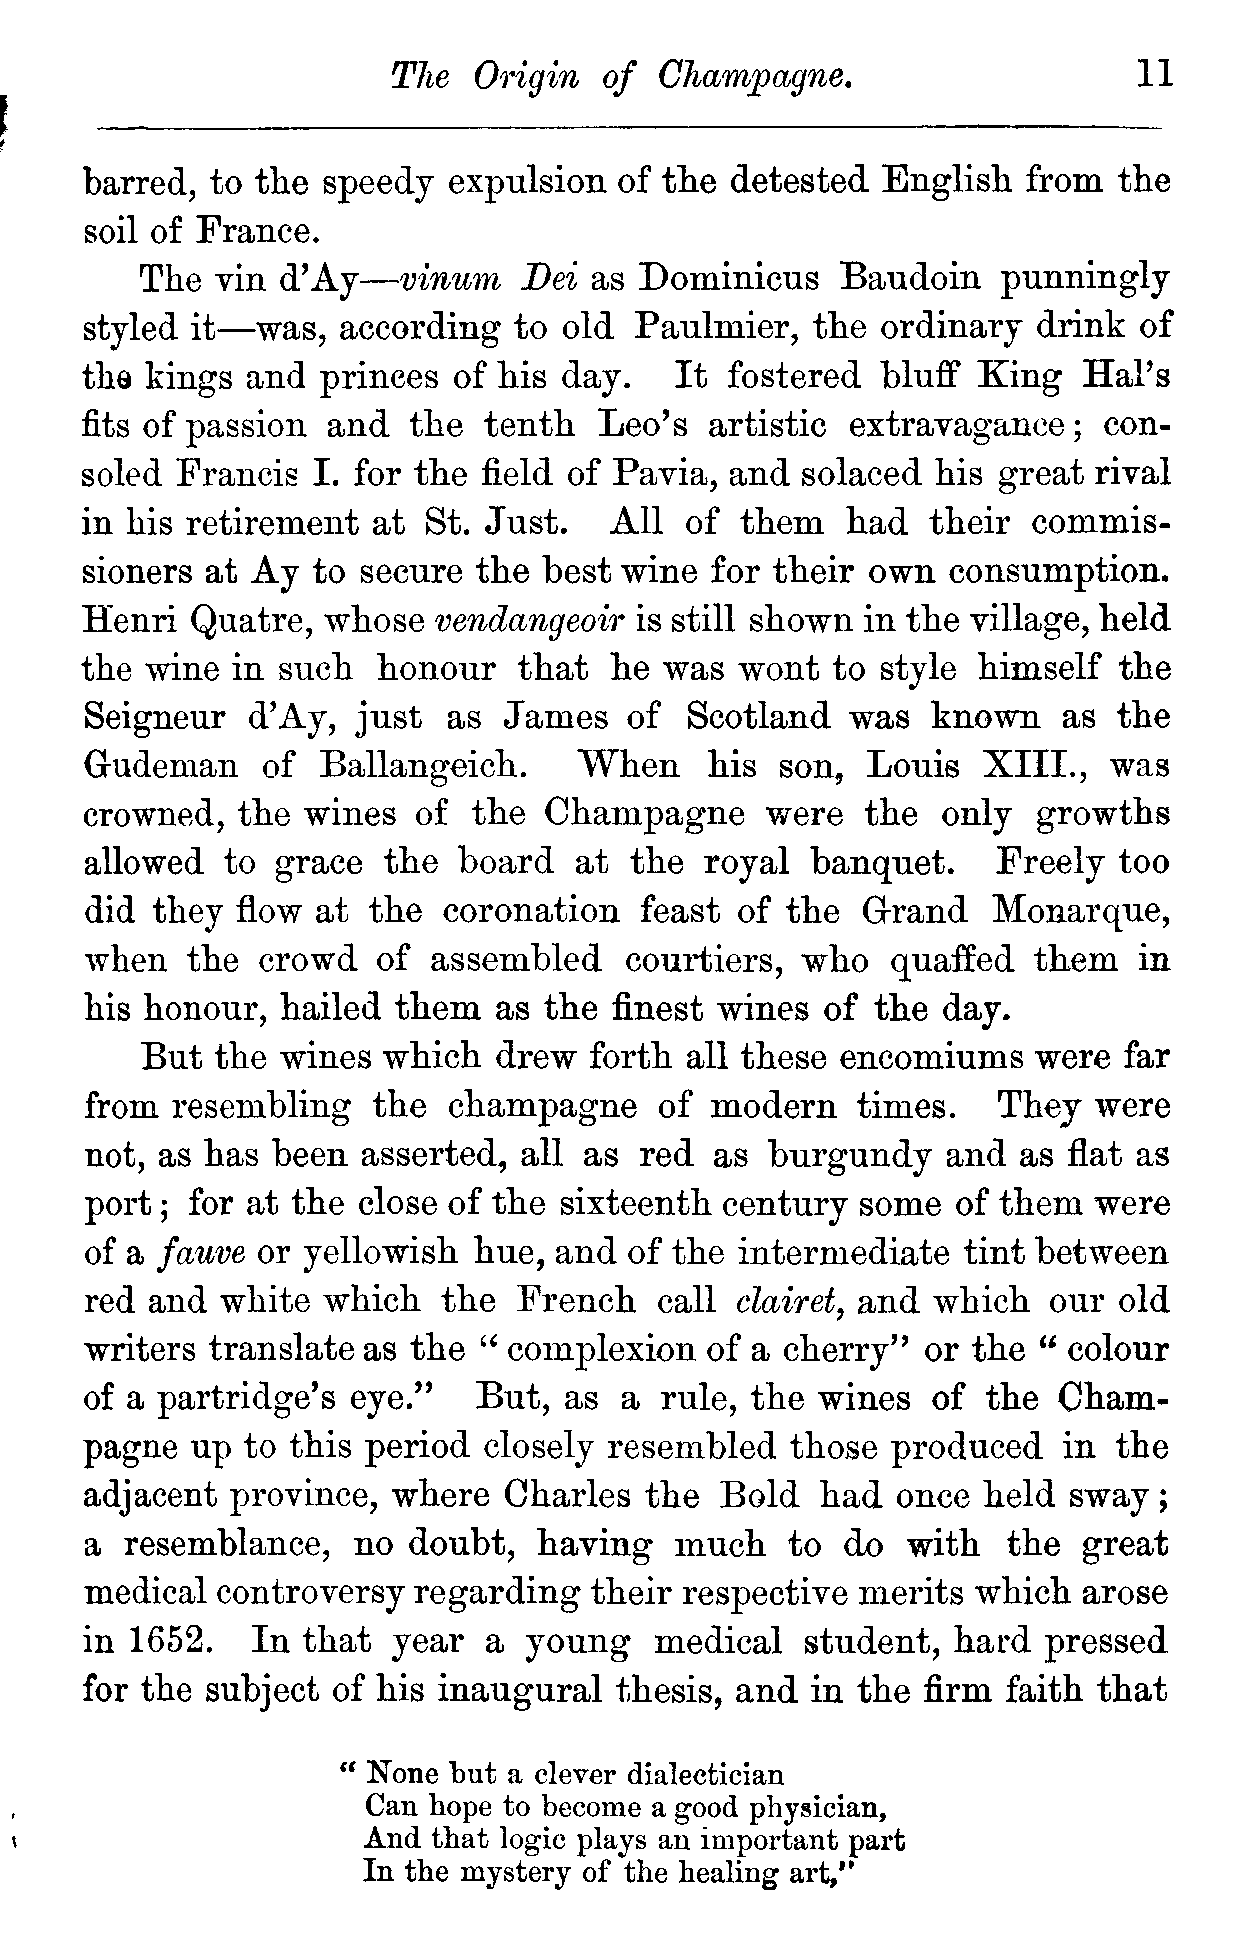 The Origin of Champagne. 11
barred, to the speedy expulsion of the detested English from the
soil of France.
The vin d'Ay—vinum Dei as Dominicus Baudoin punningly
styled it—was, according to old Paulmier, the ordinary drink of
the kings and princes of his day. It fostered bluff King Hal's
fits of passion and the tenth Leo's artistic extravagance; con-
soled Francis I. for the field of Pavia, and solaced his great rival
in his retirement at St. Just. All of them had their commis-
sioners at Ay to secure the best wine for their own consumption.
Henri Quatre, whose vendangeoir is still shown in the village, held
the wine in such honour that he was wont to style himself the
Seigneur d'Ay, just as James of Scotland was known as the
Gudeman of Ballangeich. When his son, Louis XIII., was
crowned, the wines of the Champagne were the only growths
allowed to grace the board at the royal banquet. Freely too
did they flow at the coronation feast of the Grand Monarque,
when the crowd of assembled courtiers, who quaffed them in
his honour, hailed them as the finest wines of the day.
But the wines which drew forth all these encomiums were far
from resembling the champagne of modern times. They were
not, as has been asserted, all as red as burgundy and as flat as
port; for at the close of the sixteenth century some of them were
of a fauve or yellowish hue, and of the intermediate tint between
red and white which the French call clairet, and which our old
writers translate as the "complexion of a cherry" or the "colour
of a partridge's eye." But, as a rule, the wines of the Cham-
pagne up to this period closely resembled those produced in the
adjacent province, where Charles the Bold had once held sway;
a resemblance, no doubt, having much to do with the great
medical controversy regarding their respective merits which arose
in 1652. In that year a young medical student, hard pressed
for the subject of his inaugural thesis, and in the firm faith that
"None but a clever dialectician
Can hope to become a good physician,
And that logic plays an important part
In the mystery of the healing art,"